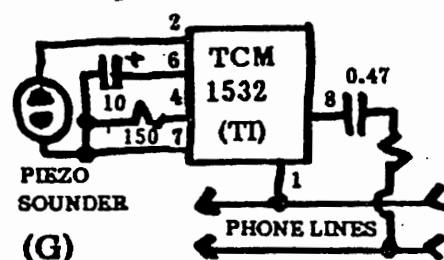 2
TCM
6
10
+
1532
4
150
(TI)
7
8
0.47
1
PIEZO
SOUNDER
PHONE LINES
(G)